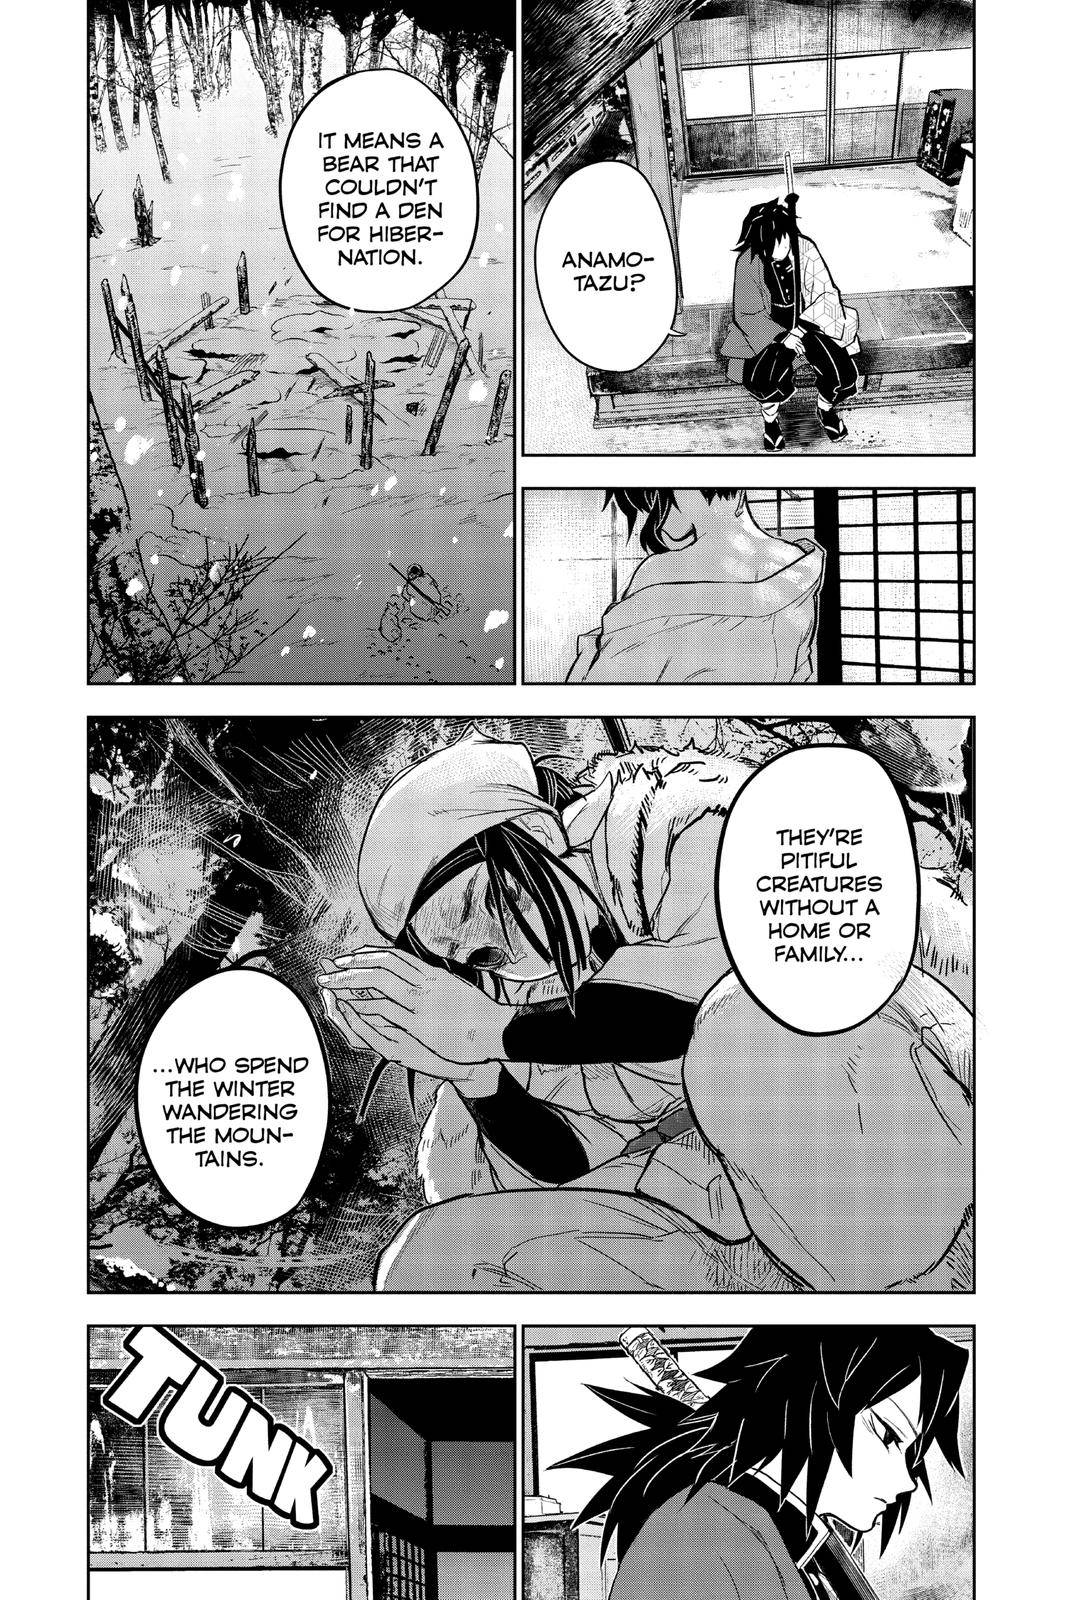 ANAMO-
TAZU?
IT MEANS A
BEAR THAT
COULDN'T
FIND A DEN
FOR HIBER-
NATION.
THEY'RE
PITIFUL
CREATURES
WITHOUT A
HOME OR
FAMILY...
...WHO SPEND
THE WINTER
WANDERING
THE MOUN-
TAINS.
TUNK